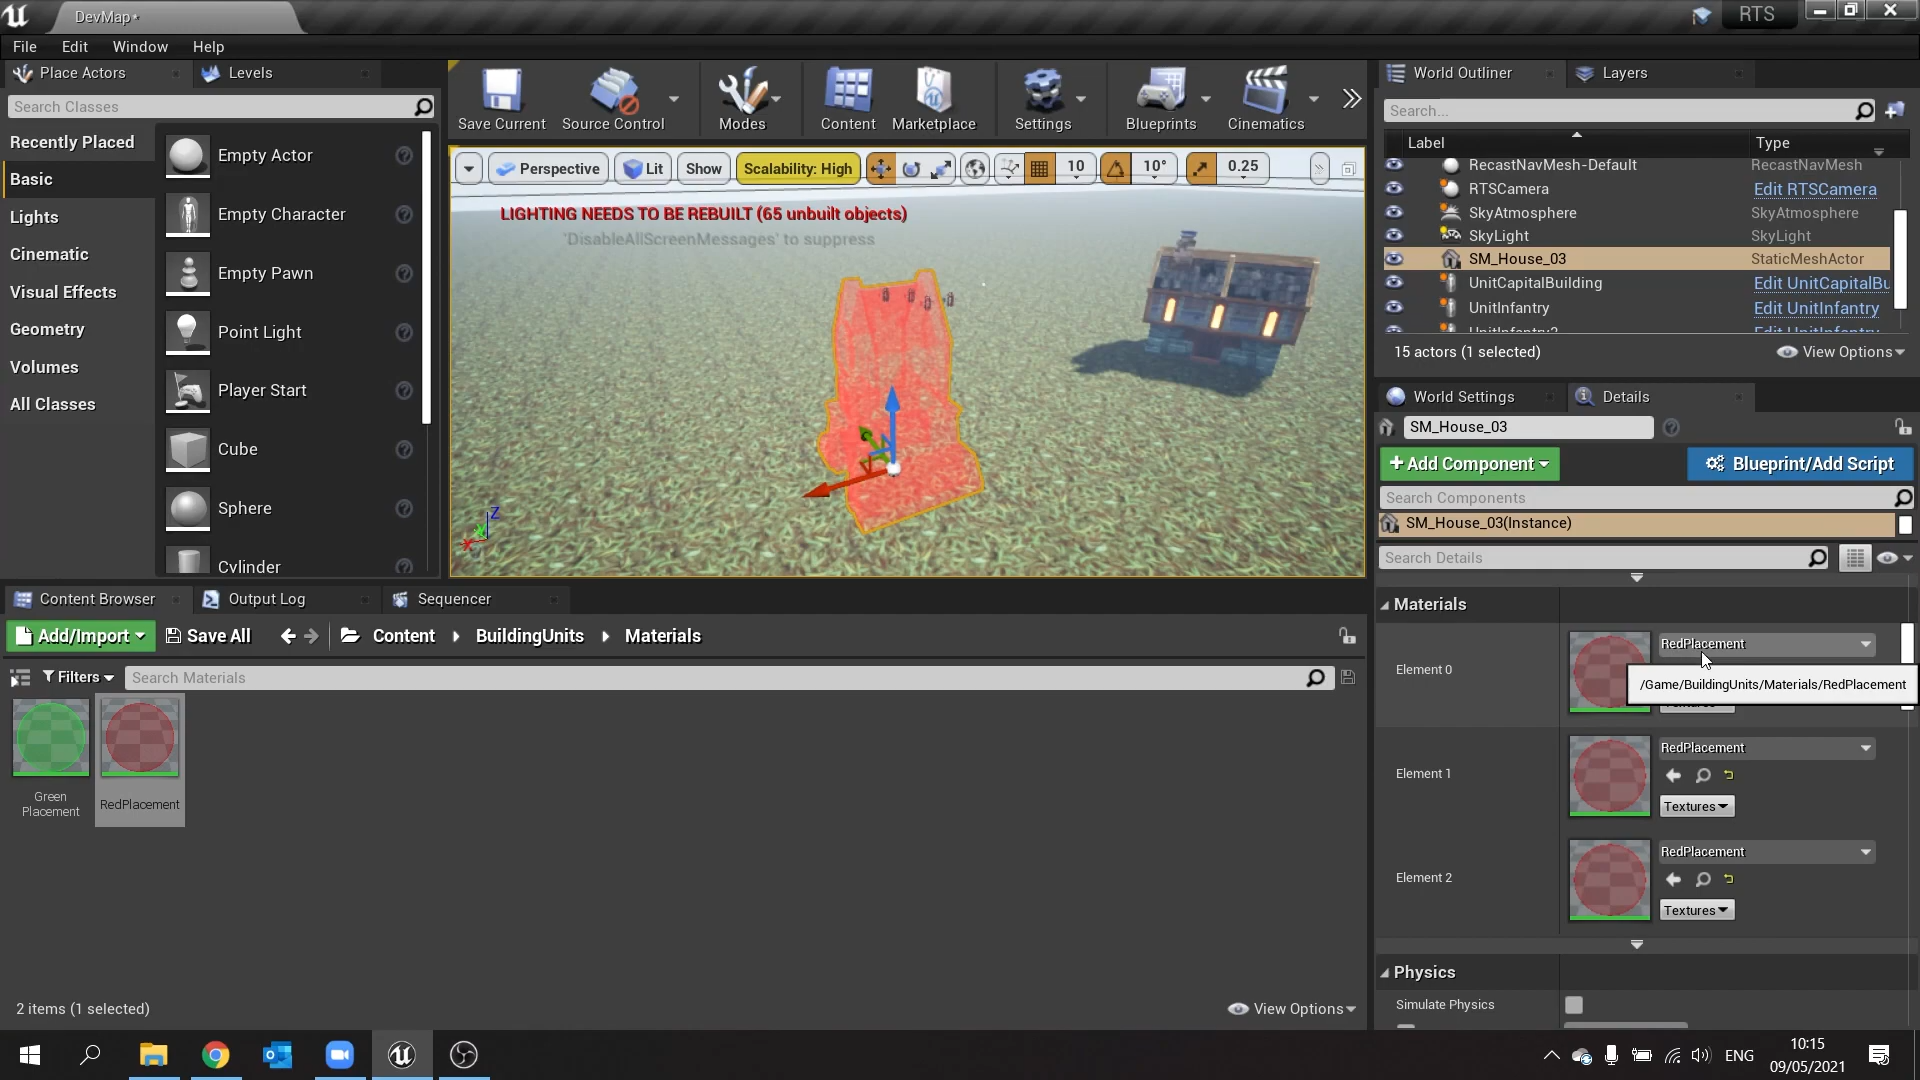 DevMap*
RTS
File Edit Window Help
Place Actors
Levels
Search Classes
Recently Placed
Basic
Lights
Cinematic
Visual Effects
Geometry
Volumes
All Classes
Empty Actor
Empty Character
Empty Pawn
Point Light
Player Start
Cube
Sphere
Cylinder
Save Current
Source Control
Modes
Content
Marketplace
Settings
Blueprints
Cinematics
Perspective
Lit
Show
Scalability: High
10
10°
0.25
LIGHTING NEEDS TO BE REBUILT (65 unbuilt objects)
'DisableAllScreenMessages' to suppress
Z
World Outliner
Layers
Search...
Label Type
RecastNavMesh-Default RecastNavMesh
RTSCamera Edit RTSCamera
SkyAtmosphere SkyAtmosphere
SkyLight SkyLight
SM_House_03 StaticMeshActor
UnitCapitalBuilding Edit UnitCapitalBu
UnitInfantry Edit UnitInfantry
UnitInfantry2 Edit UnitInfantry
15 actors (1 selected)
View Options
World Settings
Details
SM_House_03
+Add Component
Blueprint/Add Script
Search Components
SM_House_03(Instance)
Search Details
Materials
Element 0
RedPlacement
/Game/BuildingUnits/Materials/RedPlacement
Element 1
RedPlacement
Textures
Element 2
RedPlacement
Textures
Physics
Simulate Physics
Content Browser
Output Log
Sequencer
Add/Import
Save All
Content
BuildingUnits
Materials
Filters
Search Materials
Green
Placement
RedPlacement
2 items (1 selected)
View Options
ENG
10:15
09/05/2021